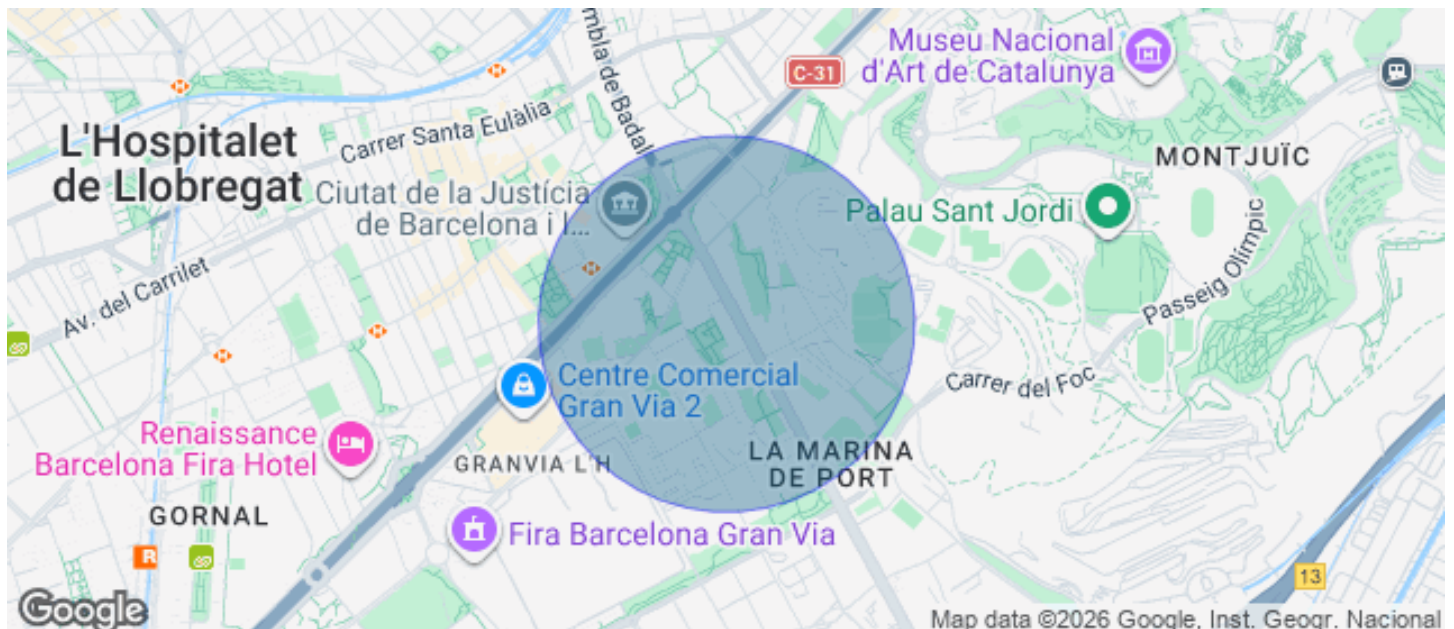 Museu Nacional
d'Art de Catalunya
C-31
Rambla de Badal
Carrer Santa Eulàlia
L'Hospitalet
de Llobregat
MONTJUÏC
Ciutat de la Justícia
de Barcelona i l...
Palau Sant Jordi
Passeig Olímpic
Av. del Carrilet
Centre Comercial
Gran Via 2
Carrer del Foc
Renaissance
Barcelona Fira Hotel
GRANVIA L'H
LA MARINA
DE PORT
GORNAL
Fira Barcelona Gran Via
R
13
Google
Map data ©2026 Google, Inst. Geogr. Nacional